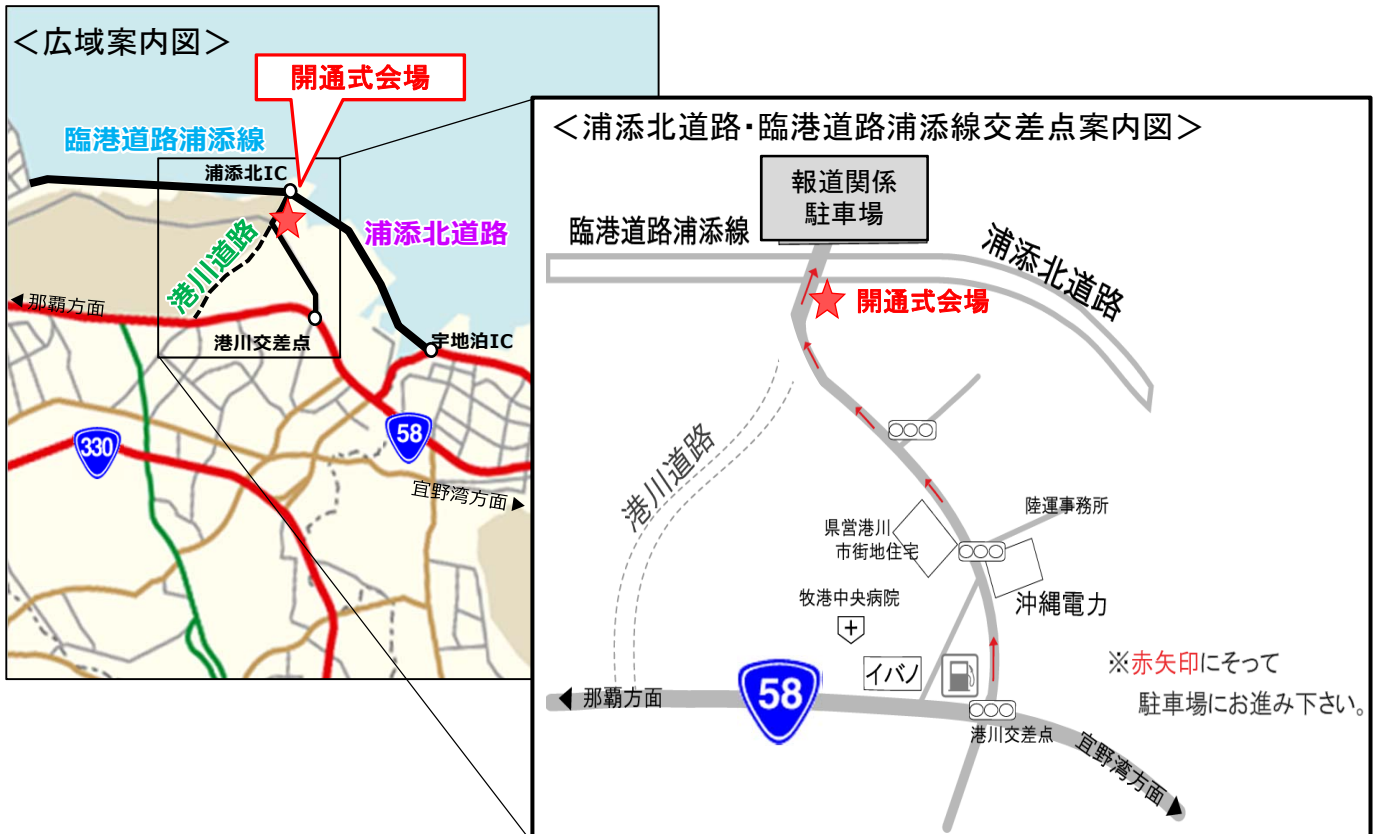 ＜広域案内図＞
開通式会場
臨港道路浦添線
浦添北IC
浦添北道路
港川道路
◀那覇方面
港川交差点
宇地泊IC
330
58
宜野湾方面▶
＜浦添北道路・臨港道路浦添線交差点案内図＞
報道関係
駐車場
臨港道路浦添線
浦添北道路
開通式会場
港川道路
陸運事務所
県営港川
市街地住宅
沖縄電力
牧港中央病院
イバノ
※赤矢印にそって
駐車場にお進み下さい。
58
◀ 那覇方面
港川交差点
宜野湾方面▶